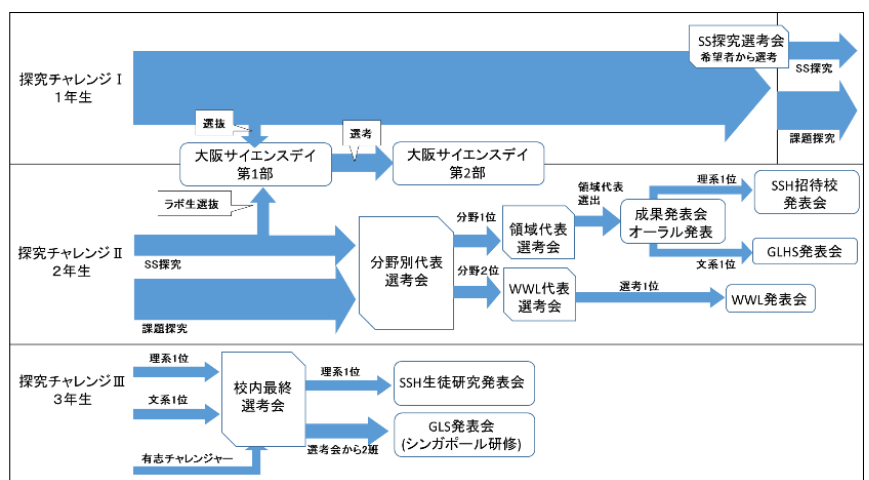 探究チャレンジⅠ
1年生
SS探究選考会
希望者から選考
SS探究
課題探究
選抜
選考
大阪サイエンスデイ
第1部
大阪サイエンスデイ
第2部
探究チャレンジⅡ
2年生
ラボ生選抜
SS探究
課題探究
分野別代表
選考会
分野1位
領域代表
選考会
領域代表
選出
成果発表会
オーラル発表
理系1位
SSH招待校
発表会
文系1位
GLHS発表会
分野2位
WWL代表
選考会
選考1位
WWL発表会
探究チャレンジⅢ
3年生
理系1位
文系1位
有志チャレンジャー
校内最終
選考会
理系1位
SSH生徒研究発表会
選考会から2班
GLS発表会
(シンガポール研修)